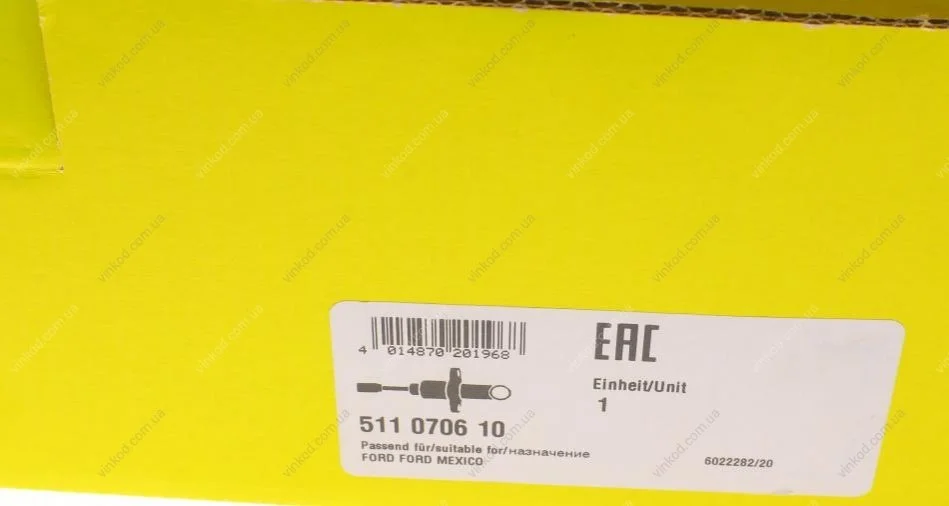 4 014870 201968
EAC
Einheit/Unit
1
511 0706 10
Passend für/suitable for/назначение
FORD FORD MEXICO
6022282/20
vinkod.com.ua